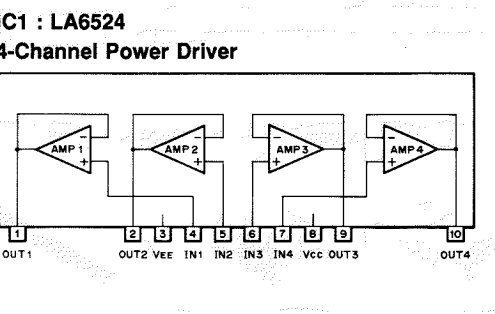 C1 : LA6524
4-Channel Power Driver
AMP 1 AMP 2 AMP 3 AMP 4
1 2 3 4 5 6 7 8 9 10
OUT1 OUT2 VEE IN1 IN2 IN3 IN4 VCC OUT3 OUT4